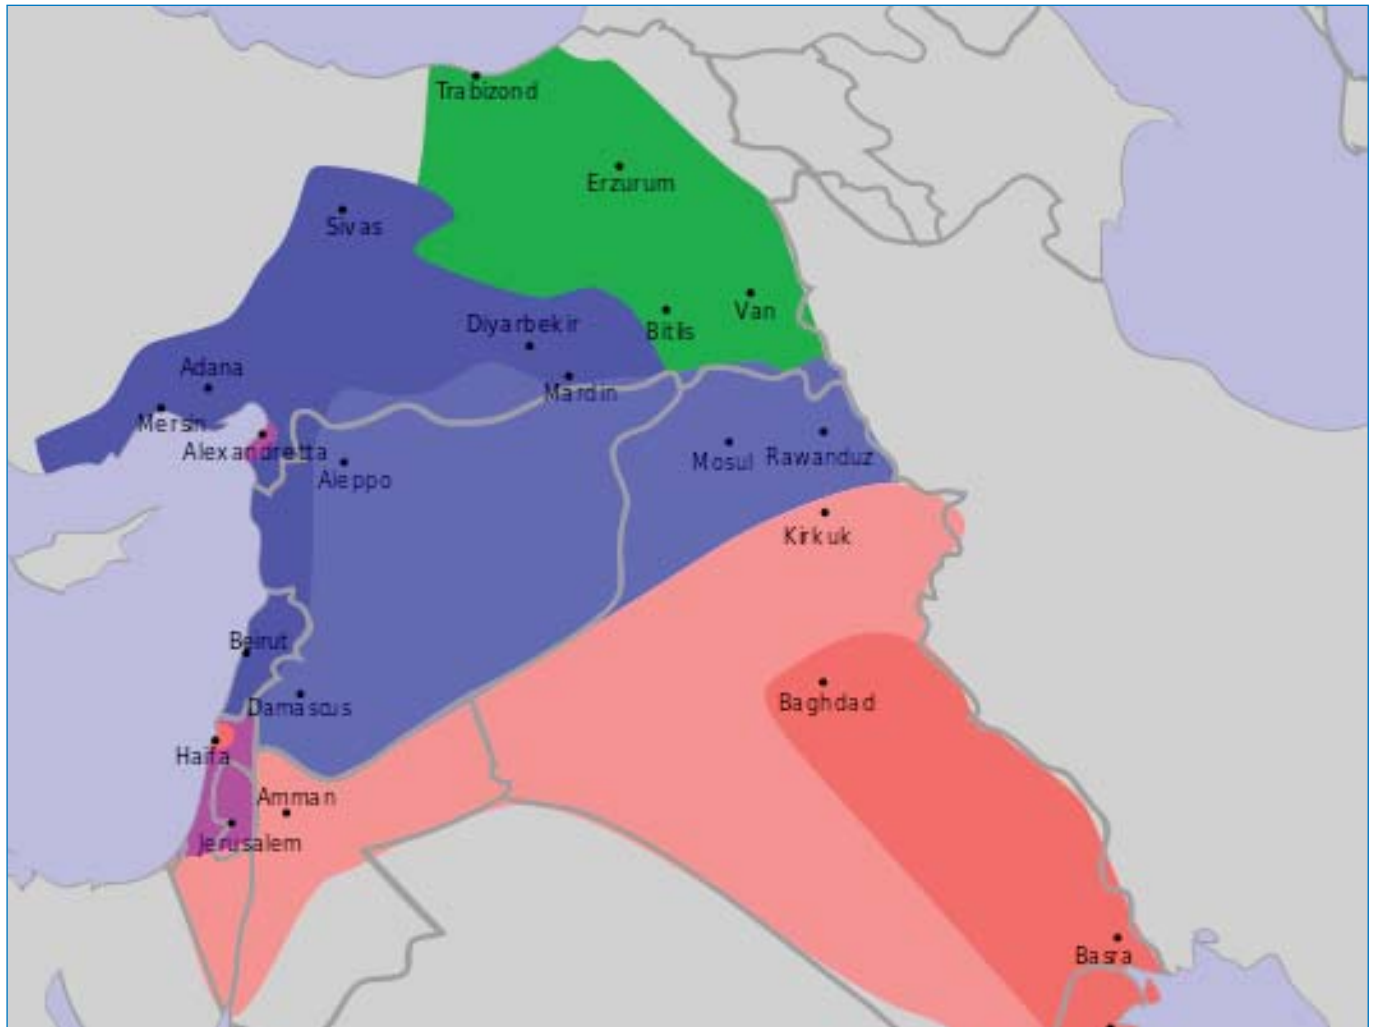 Trabizond
Erzurum
Sivas
Van
Bitlis
Diyarbekir
Adana
Mardin
Mersin
Alexandretta
Aleppo
Mosul
Rawanduz
Kirkuk
Beirut
Damascus
Baghdad
Haifa
Amman
Jerusalem
Basra